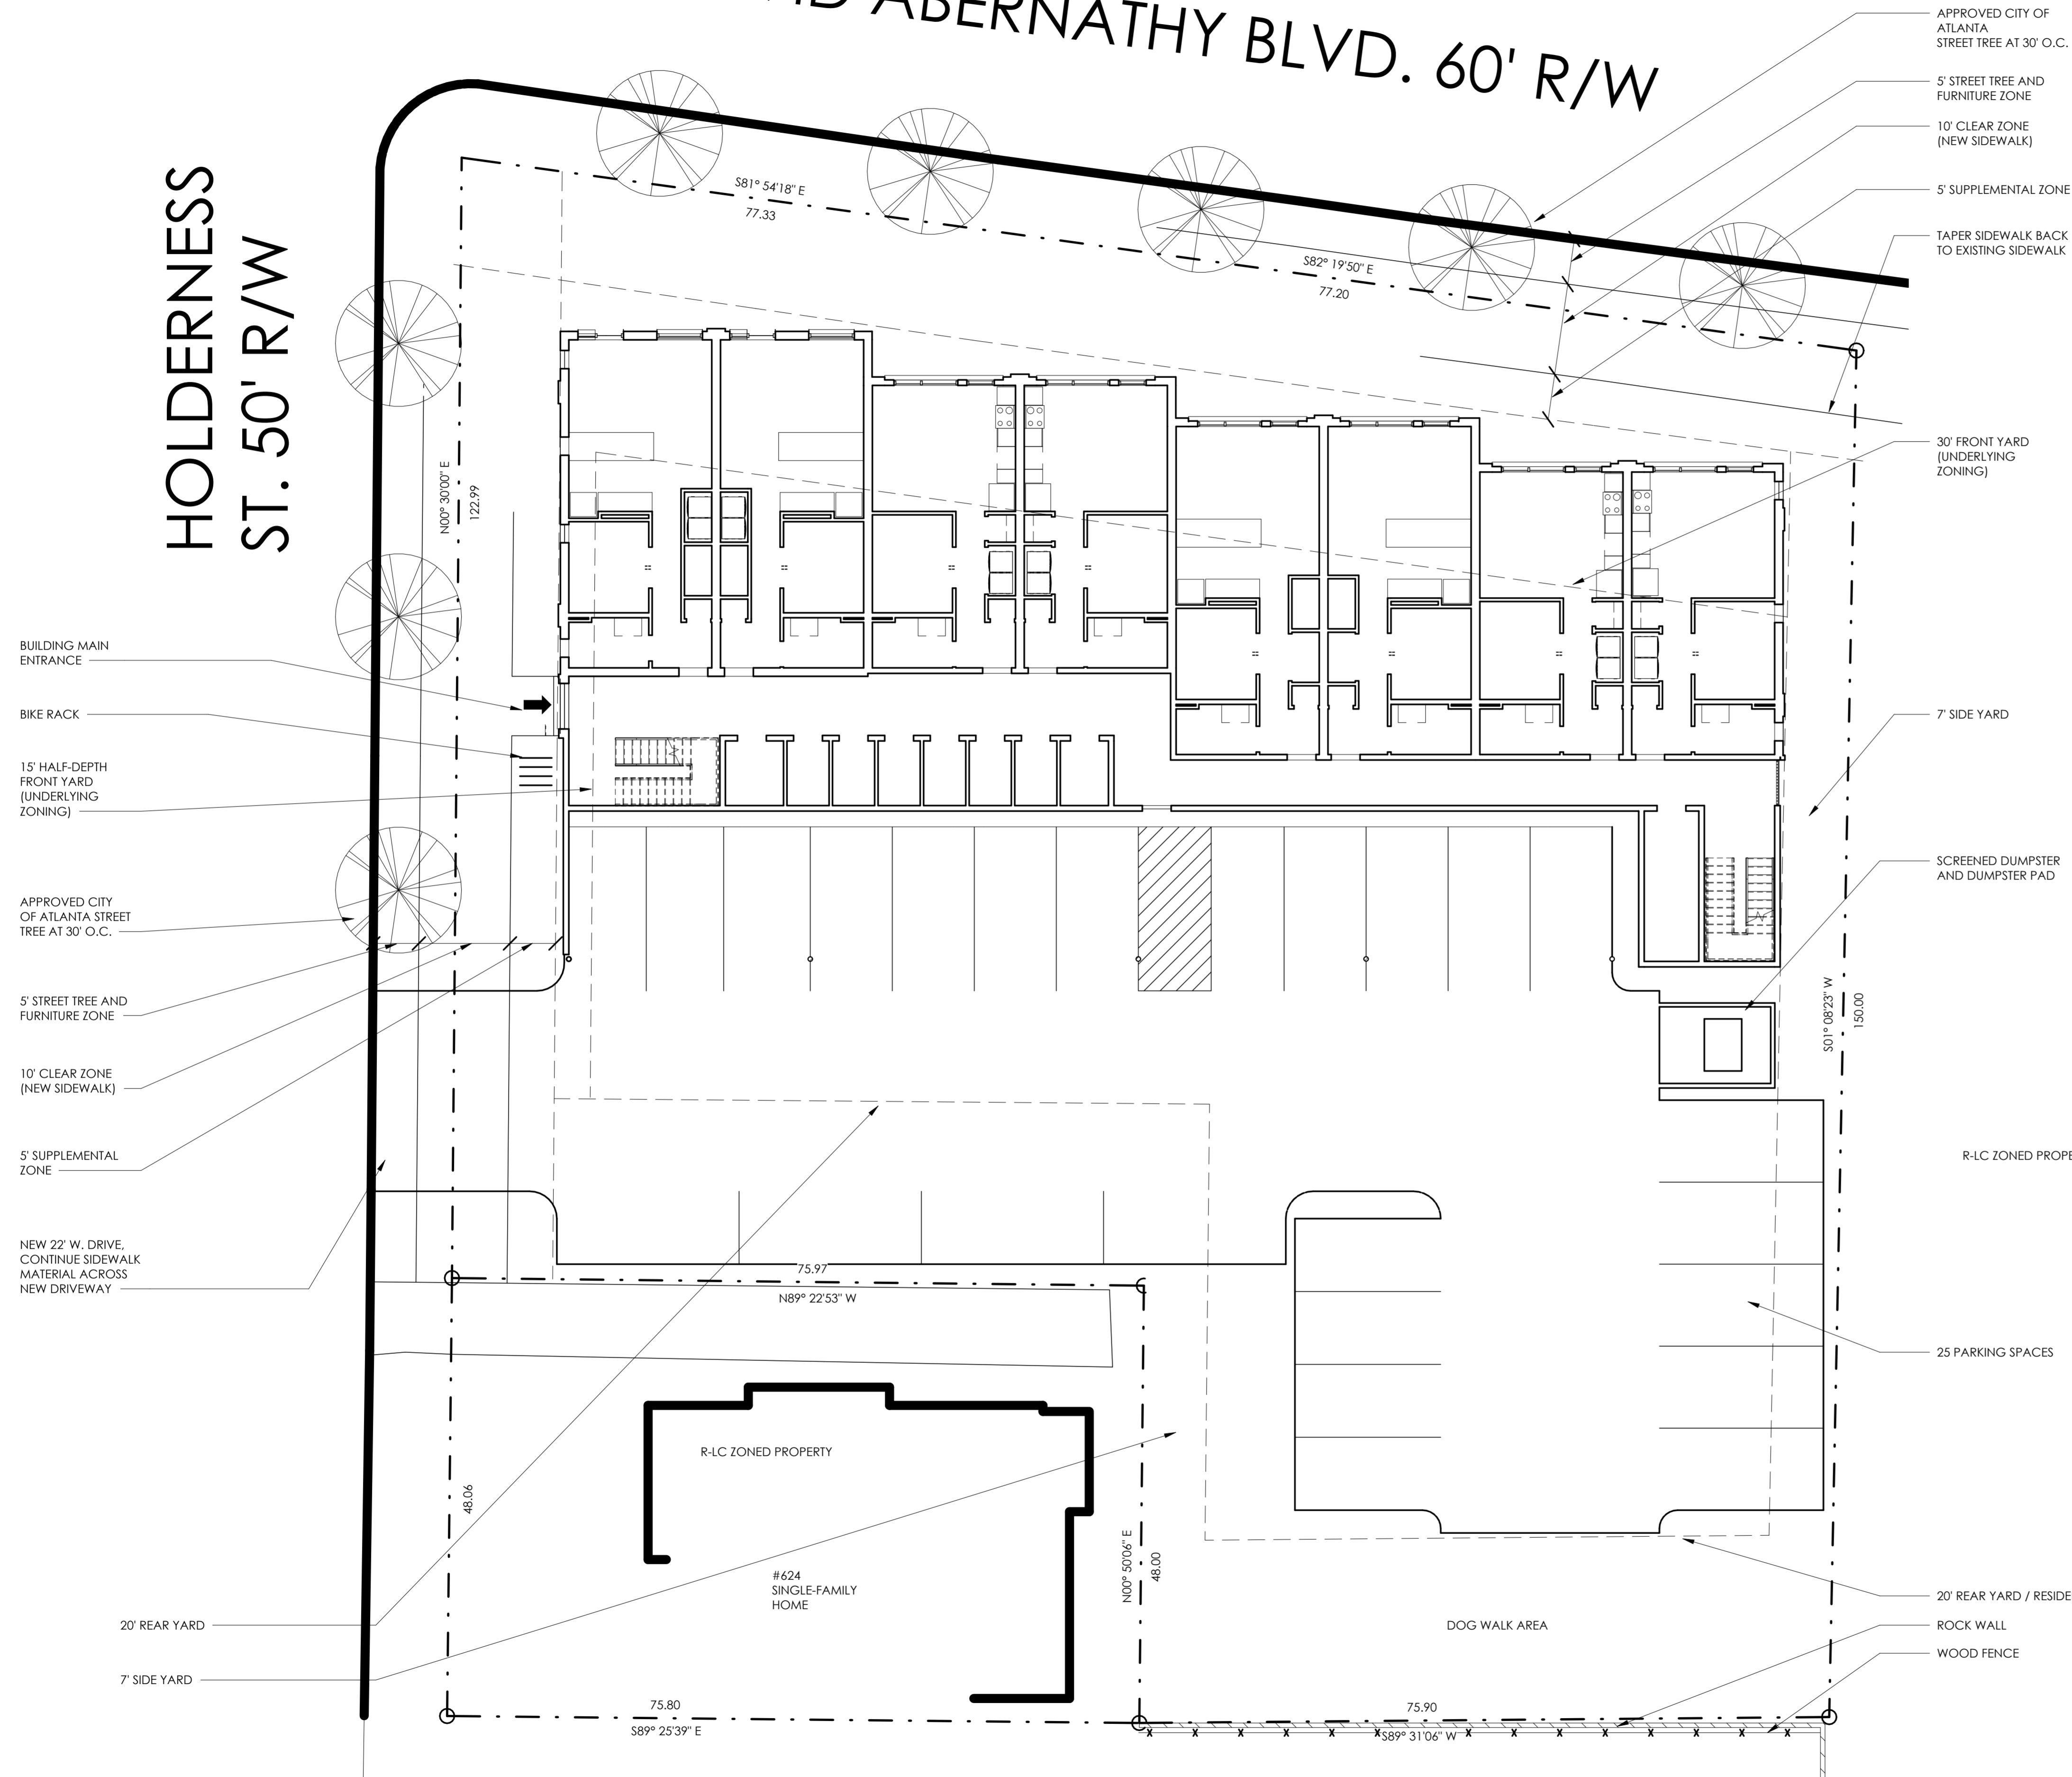 ABERNATHY BLVD. 60' R/W
HOLDERNESS
ST. 50' R/W
APPROVED CITY OF
ATLANTA
STREET TREE AT 30' O.C.
5' STREET TREE AND
FURNITURE ZONE
10' CLEAR ZONE
(NEW SIDEWALK)
5' SUPPLEMENTAL ZONE
TAPER SIDEWALK BACK
TO EXISTING SIDEWALK
S81° 54'18" E
77.33
S82° 19'50" E
77.20
30' FRONT YARD
(UNDERLYING
ZONING)
N00° 30'00" E
122.99
BUILDING MAIN
ENTRANCE
BIKE RACK
15' HALF-DEPTH
FRONT YARD
(UNDERLYING
ZONING)
7' SIDE YARD
SCREENED DUMPSTER
AND DUMPSTER PAD
APPROVED CITY
OF ATLANTA STREET
TREE AT 30' O.C.
5' STREET TREE AND
FURNITURE ZONE
10' CLEAR ZONE
(NEW SIDEWALK)
5' SUPPLEMENTAL
ZONE
S01° 08'23" W
150.00
R-LC ZONED PROPE
NEW 22' W. DRIVE,
CONTINUE SIDEWALK
MATERIAL ACROSS
NEW DRIVEWAY
75.97
N89° 22'53" W
25 PARKING SPACES
R-LC ZONED PROPERTY
48.06
N00° 50'06" E
48.00
#624
SINGLE-FAMILY
HOME
20' REAR YARD
7' SIDE YARD
DOG WALK AREA
20' REAR YARD / RESIDE
ROCK WALL
WOOD FENCE
75.80
S89° 25'39" E
75.90
S89° 31'06" W